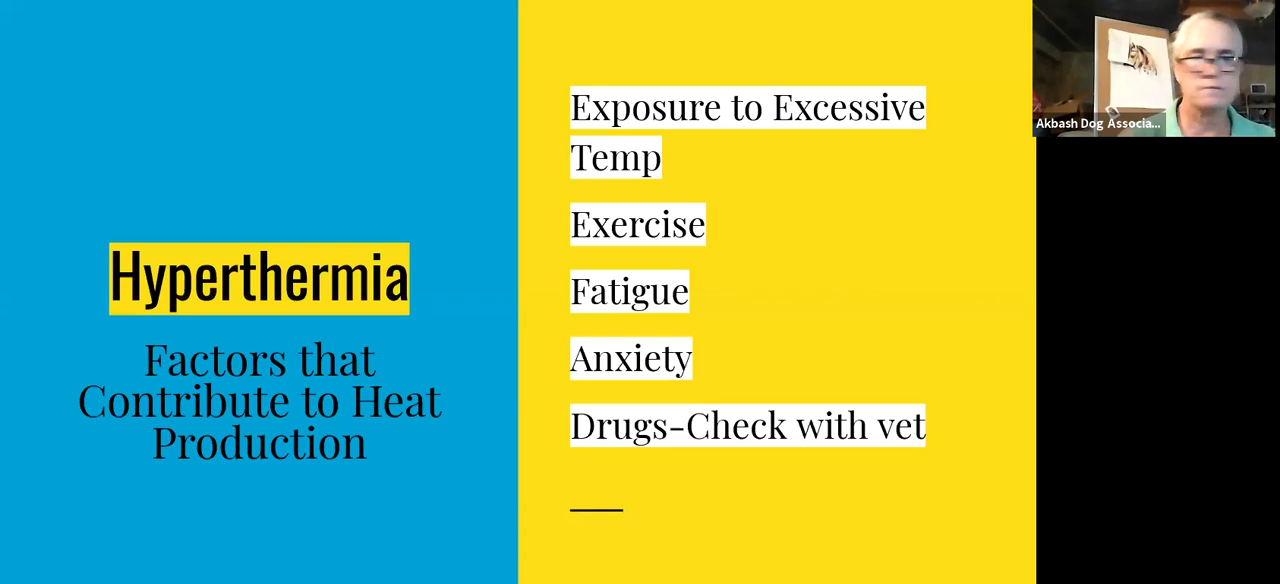 Hyperthermia
Factors that
Contribute to Heat
Production
Exposure to Excessive
Temp
Exercise
Fatigue
Anxiety
Drugs-Check with vet
Akbash Dog Associa...